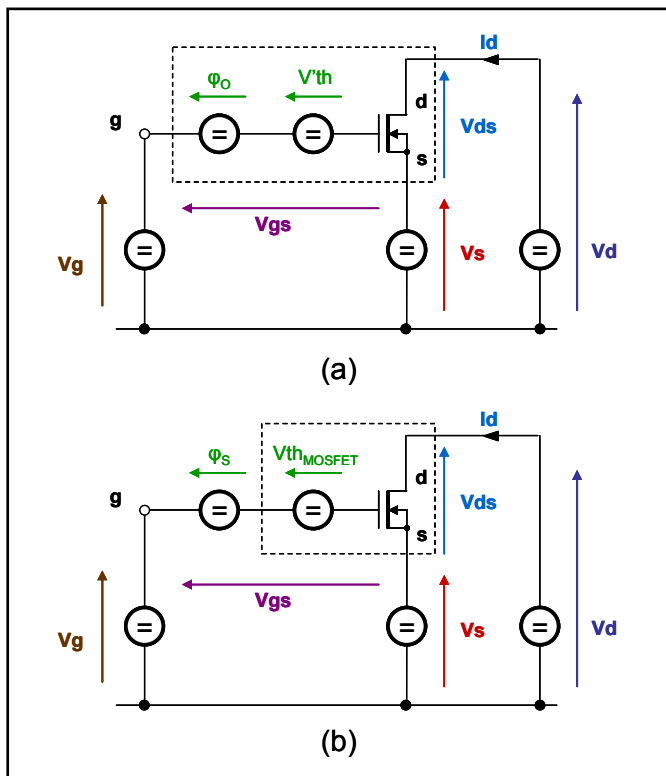 Id
φO V'th
g d Vds
s
Vgs
Vg = = = Vs = = Vd
(a)
Id
φS VthMOSFET
g d Vds
s
Vgs
Vg = = = Vs = = Vd
(b)